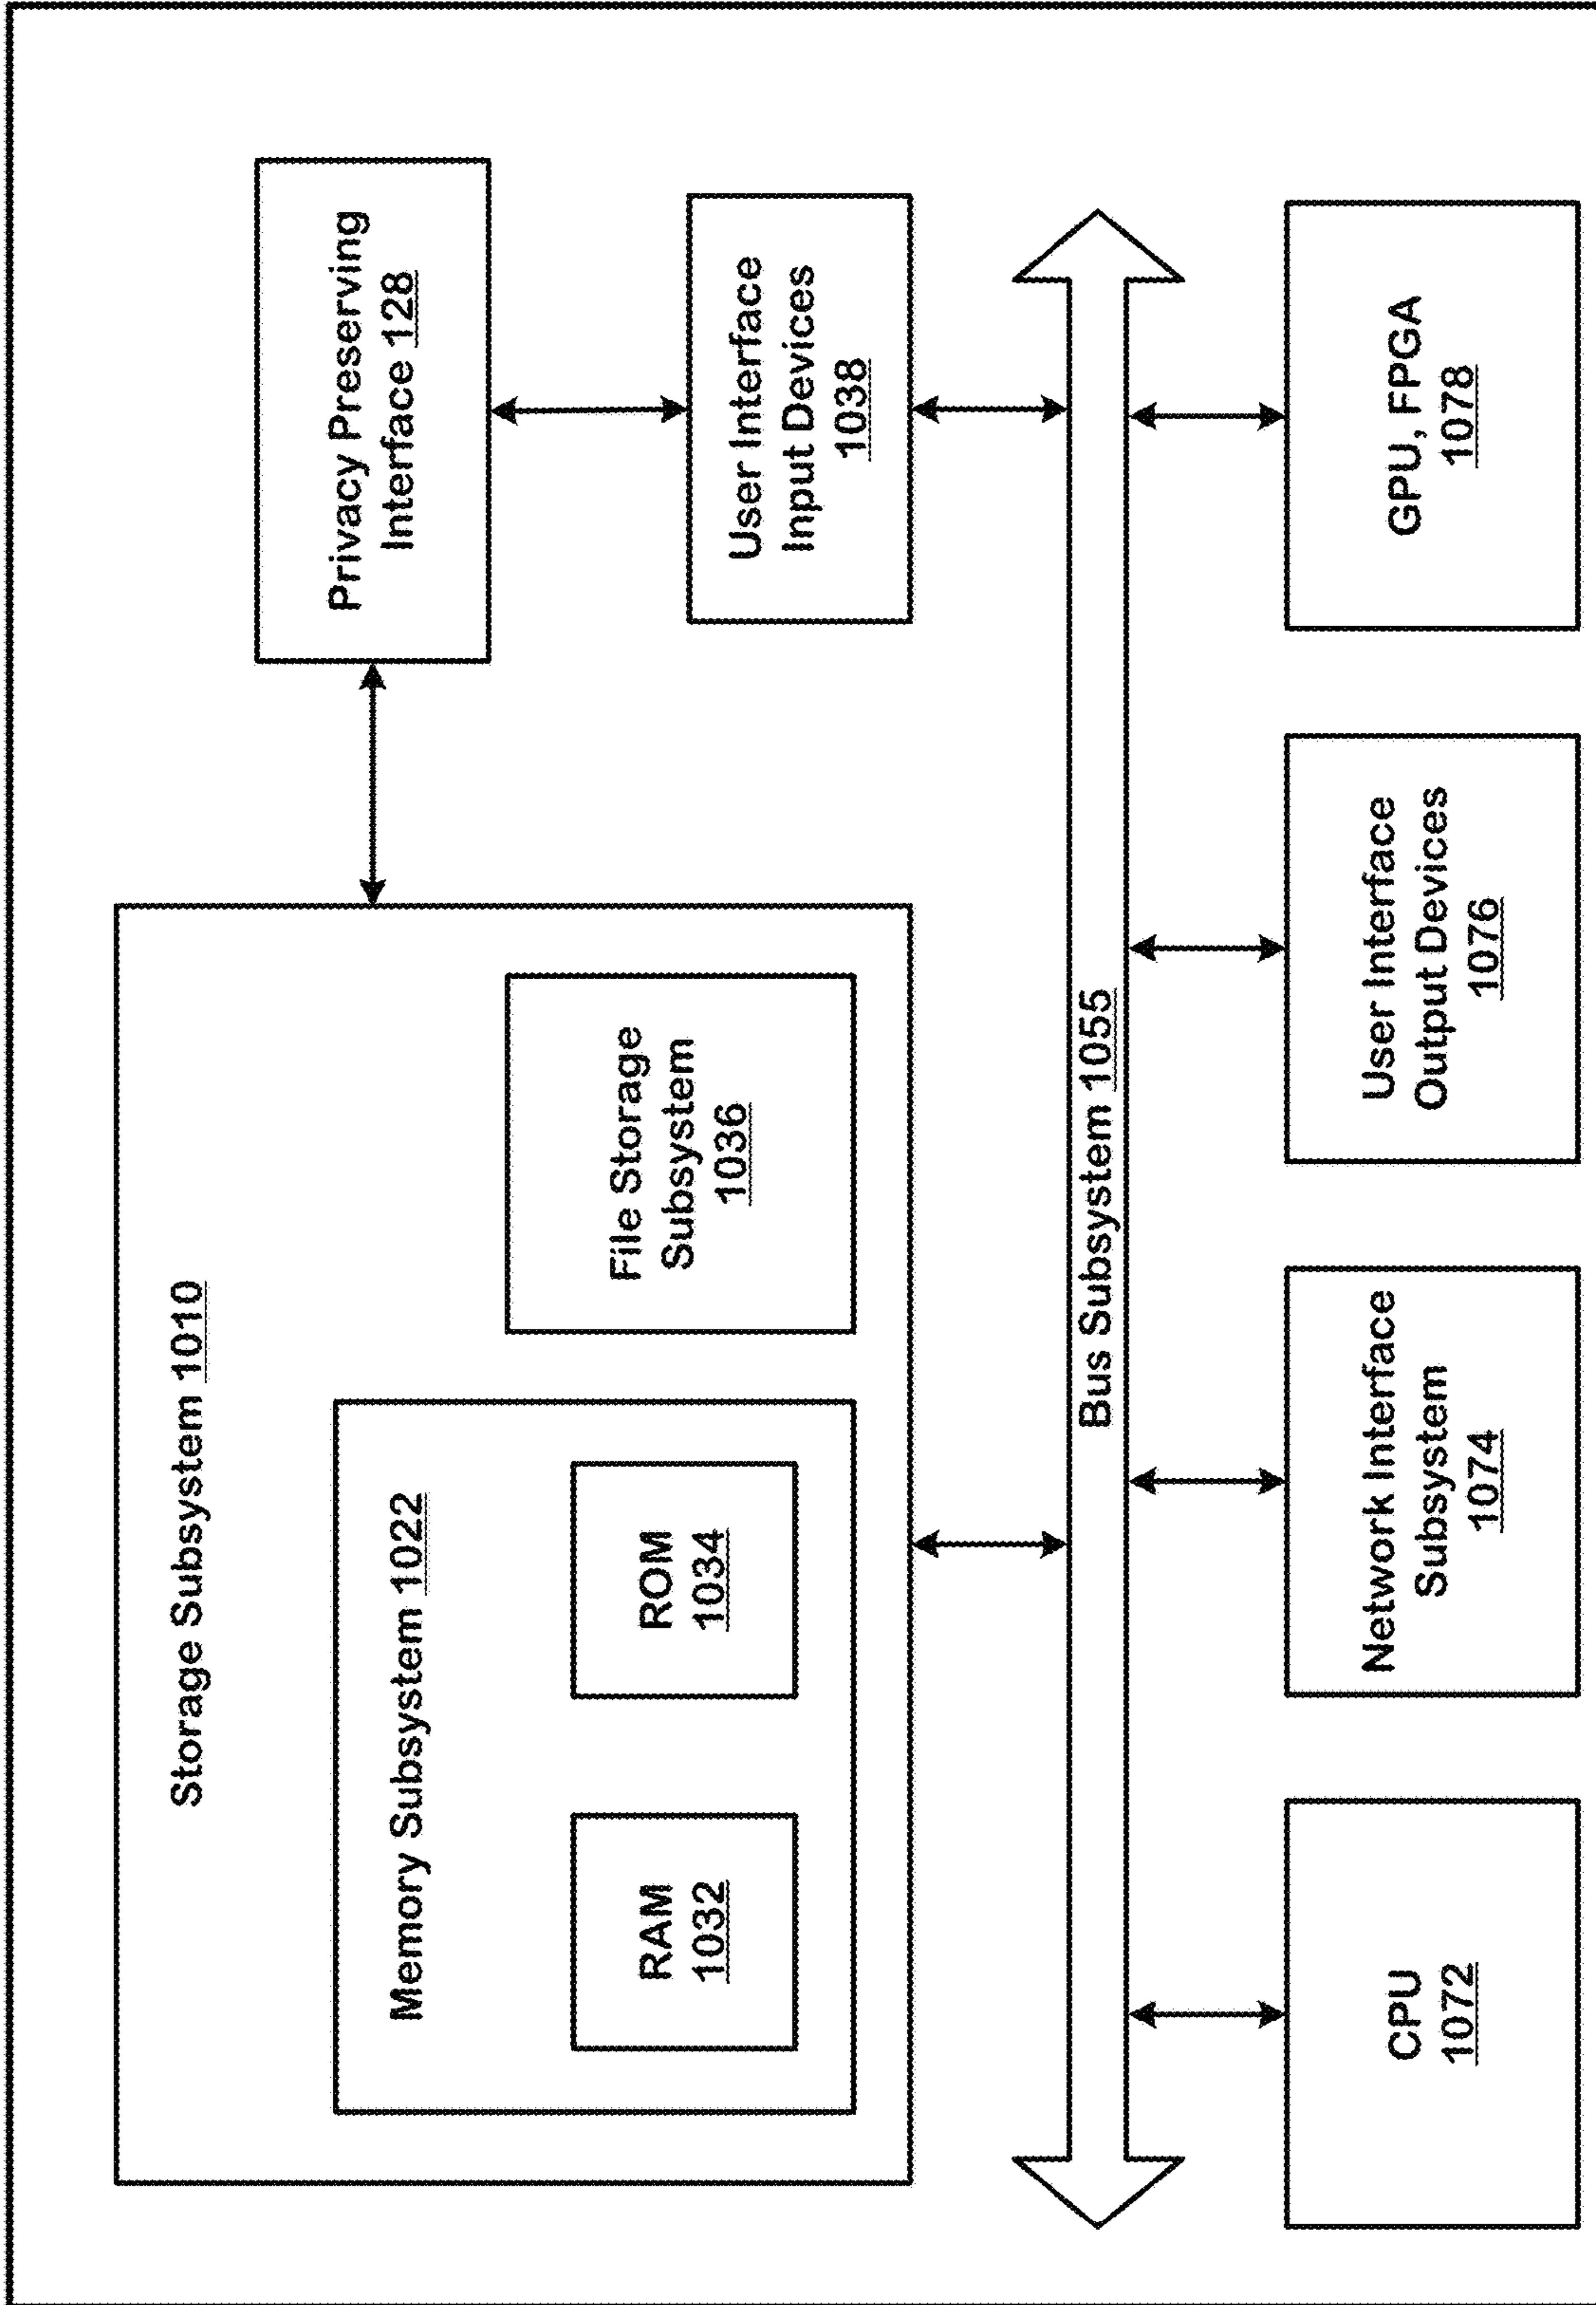 Storage Subsystem 1010
Memory Subsystem 1022
RAM
1032
ROM
1034
File Storage
Subsystem
1036
Privacy Preserving
Interface 128
User Interface
Input Devices
1038
Bus Subsystem 1055
CPU
1072
Network Interface
Subsystem
1074
User Interface
Output Devices
1076
GPU, FPGA
1078